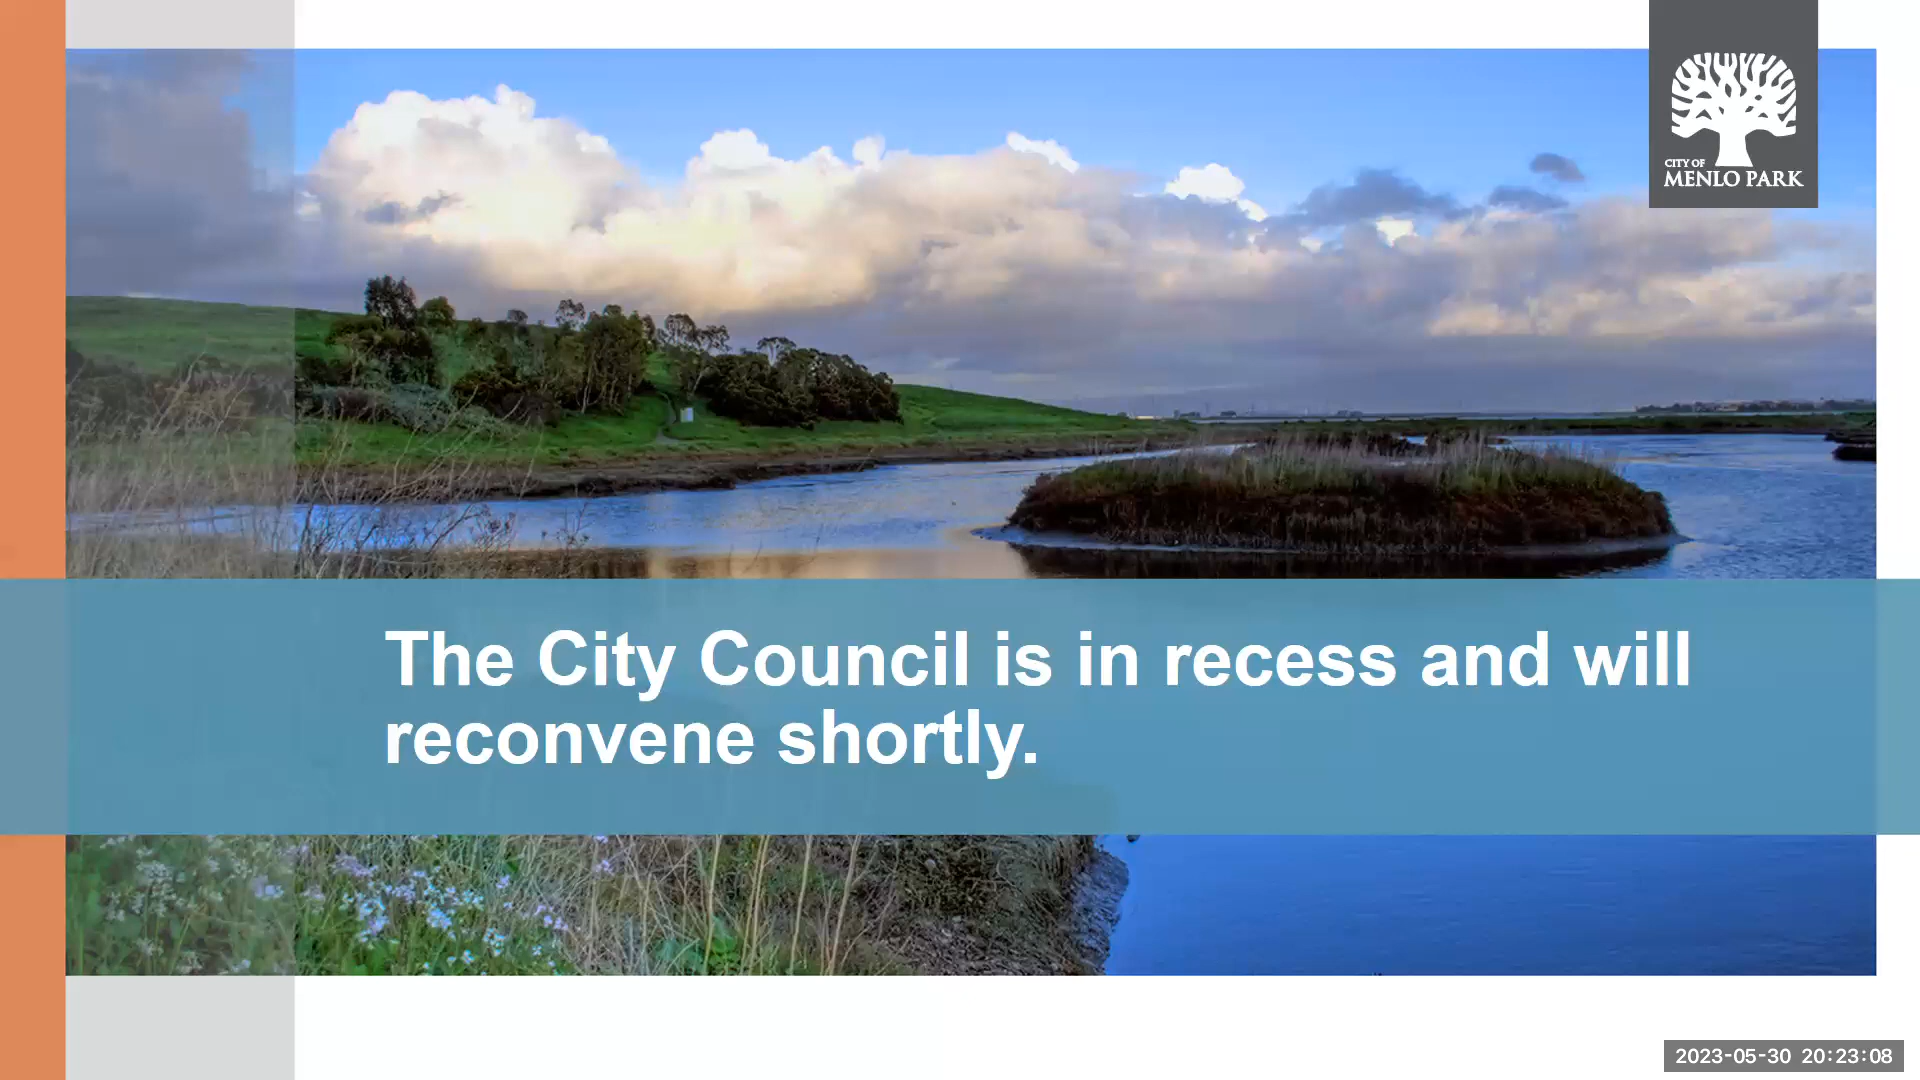 CITY OF
MENLO PARK
The City Council is in recess and will
reconvene shortly.
2023-05-30 20:23:08